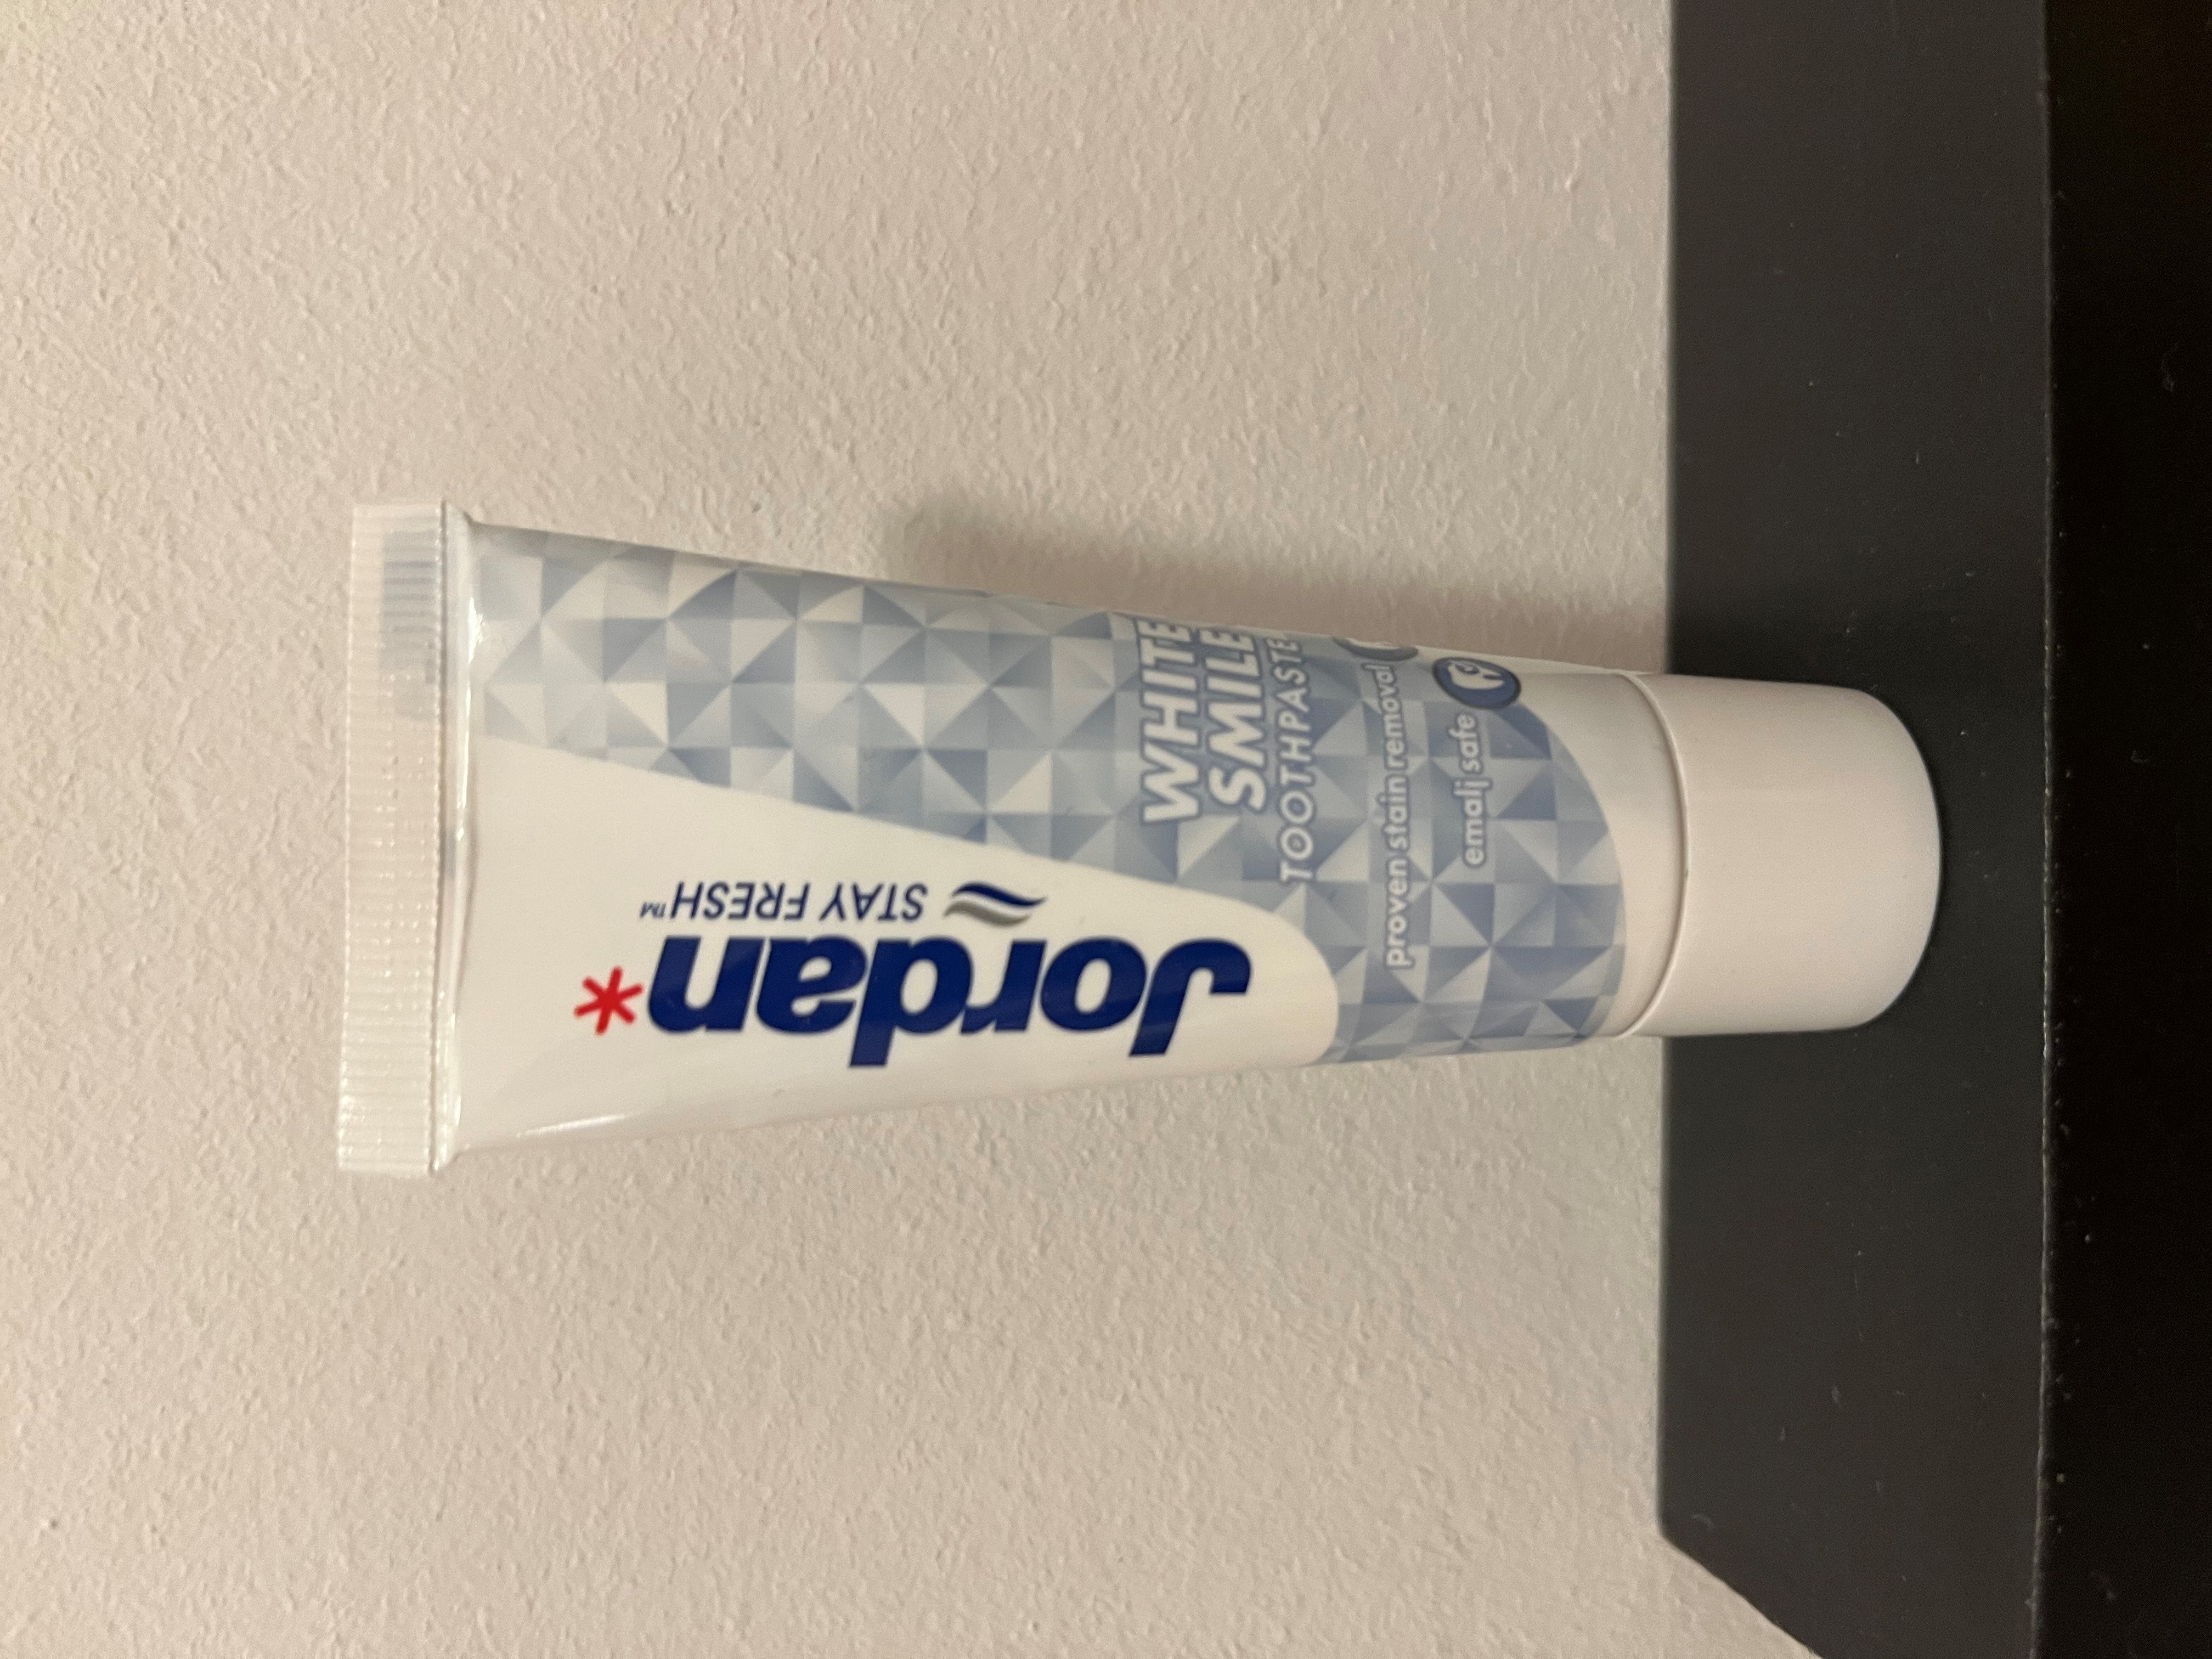 Jordan*
STAY FRESH™
WHITE
SMILE
TOOTHPASTE
proven stain removal
emalj safe